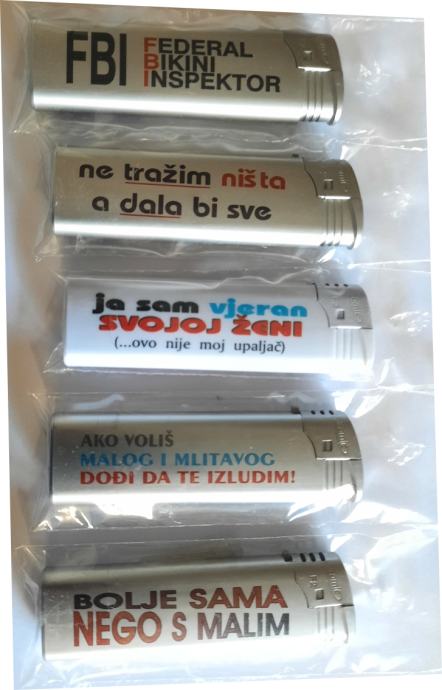 FBI FEDERAL
BIKINI
INSPEKTOR
ne tražim ništa
a dala bi sve
ja sam vjeran
SVOJOJ ŽENI
(...ovo nije moj upaljač)
AKO VOLIŠ
MALOG I MLITAVOG
DOĐI DA TE IZLUDIM!
BOLJE SAMA
NEGO S MALIM